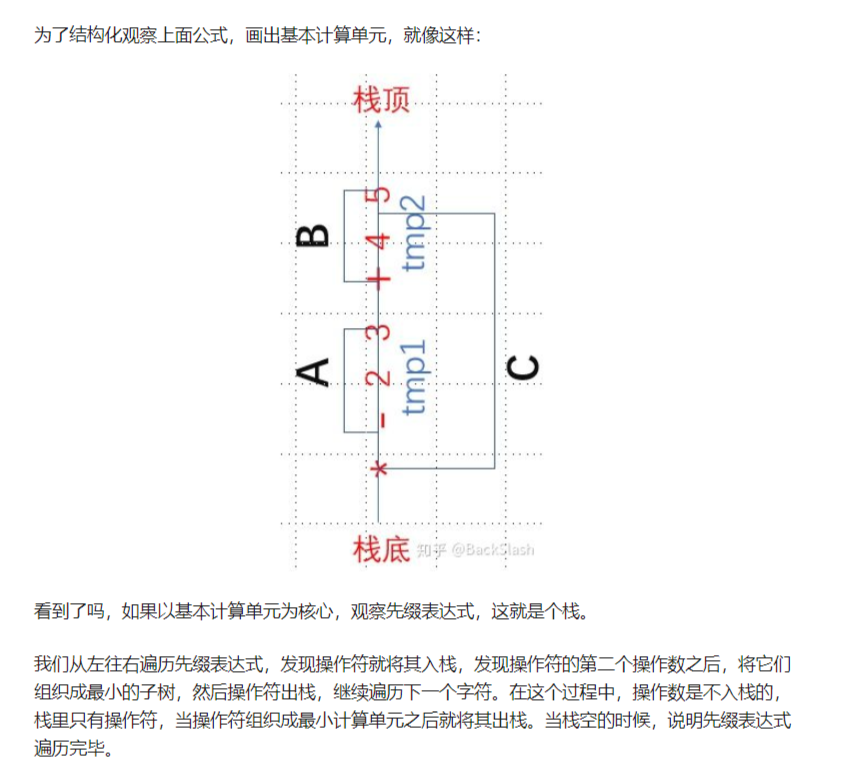 为了结构化观察上面公式，画出基本计算单元，就像这样：
栈顶
B
+ 4 5
tmp2
A
- 2 3
tmp1
C
*
栈底
知乎 @BackSlash
看到了吗，如果以基本计算单元为核心，观察先缀表达式，这就是个栈。
我们从左往右遍历先缀表达式，发现操作符就将其入栈，发现操作符的第二个操作数之后，将它们
组织成最小的子树，然后操作符出栈，继续遍历下一个字符。在这个过程中，操作数是不入栈的，
栈里只有操作符，当操作符组织成最小计算单元之后就将其出栈。当栈空的时候，说明先缀表达式
遍历完毕。